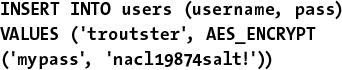 INSERT INTO users (username, pass)
VALUES ('troutster', AES_ENCRYPT
('mypass', 'nacl19874salt!'))